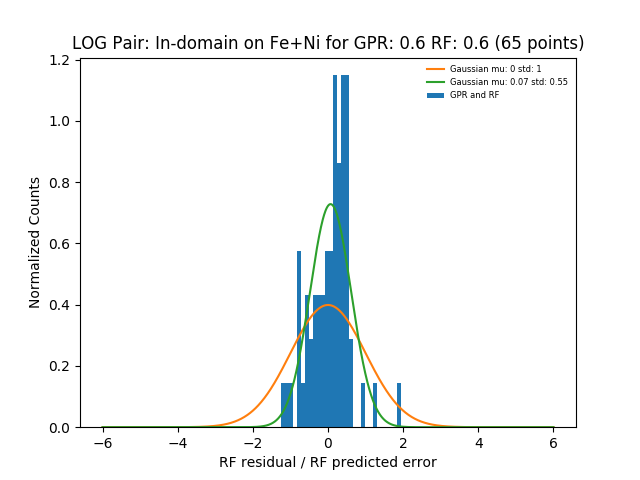 LOG Pair: In-domain on Fe+Ni for GPR: 0.6 RF: 0.6 (65 points)
Normalized Counts
1.2
1.0
0.8
0.6
0.4
0.2
0.0
Gaussian mu: 0 std: 1
Gaussian mu: 0.07 std: 0.55
GPR and RF
−6 −4 −2 0 2 4 6
RF residual / RF predicted error